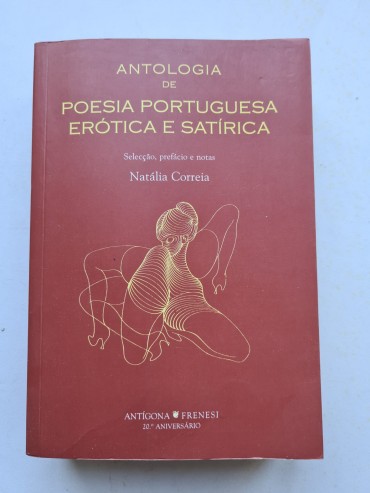 ANTOLOGIA
DE
POESIA PORTUGUESA
ERÓTICA E SATÍRICA
Selecção, prefácio e notas
Natália Correia
ANTÍGONA FRENESI
20.º ANIVERSÁRIO